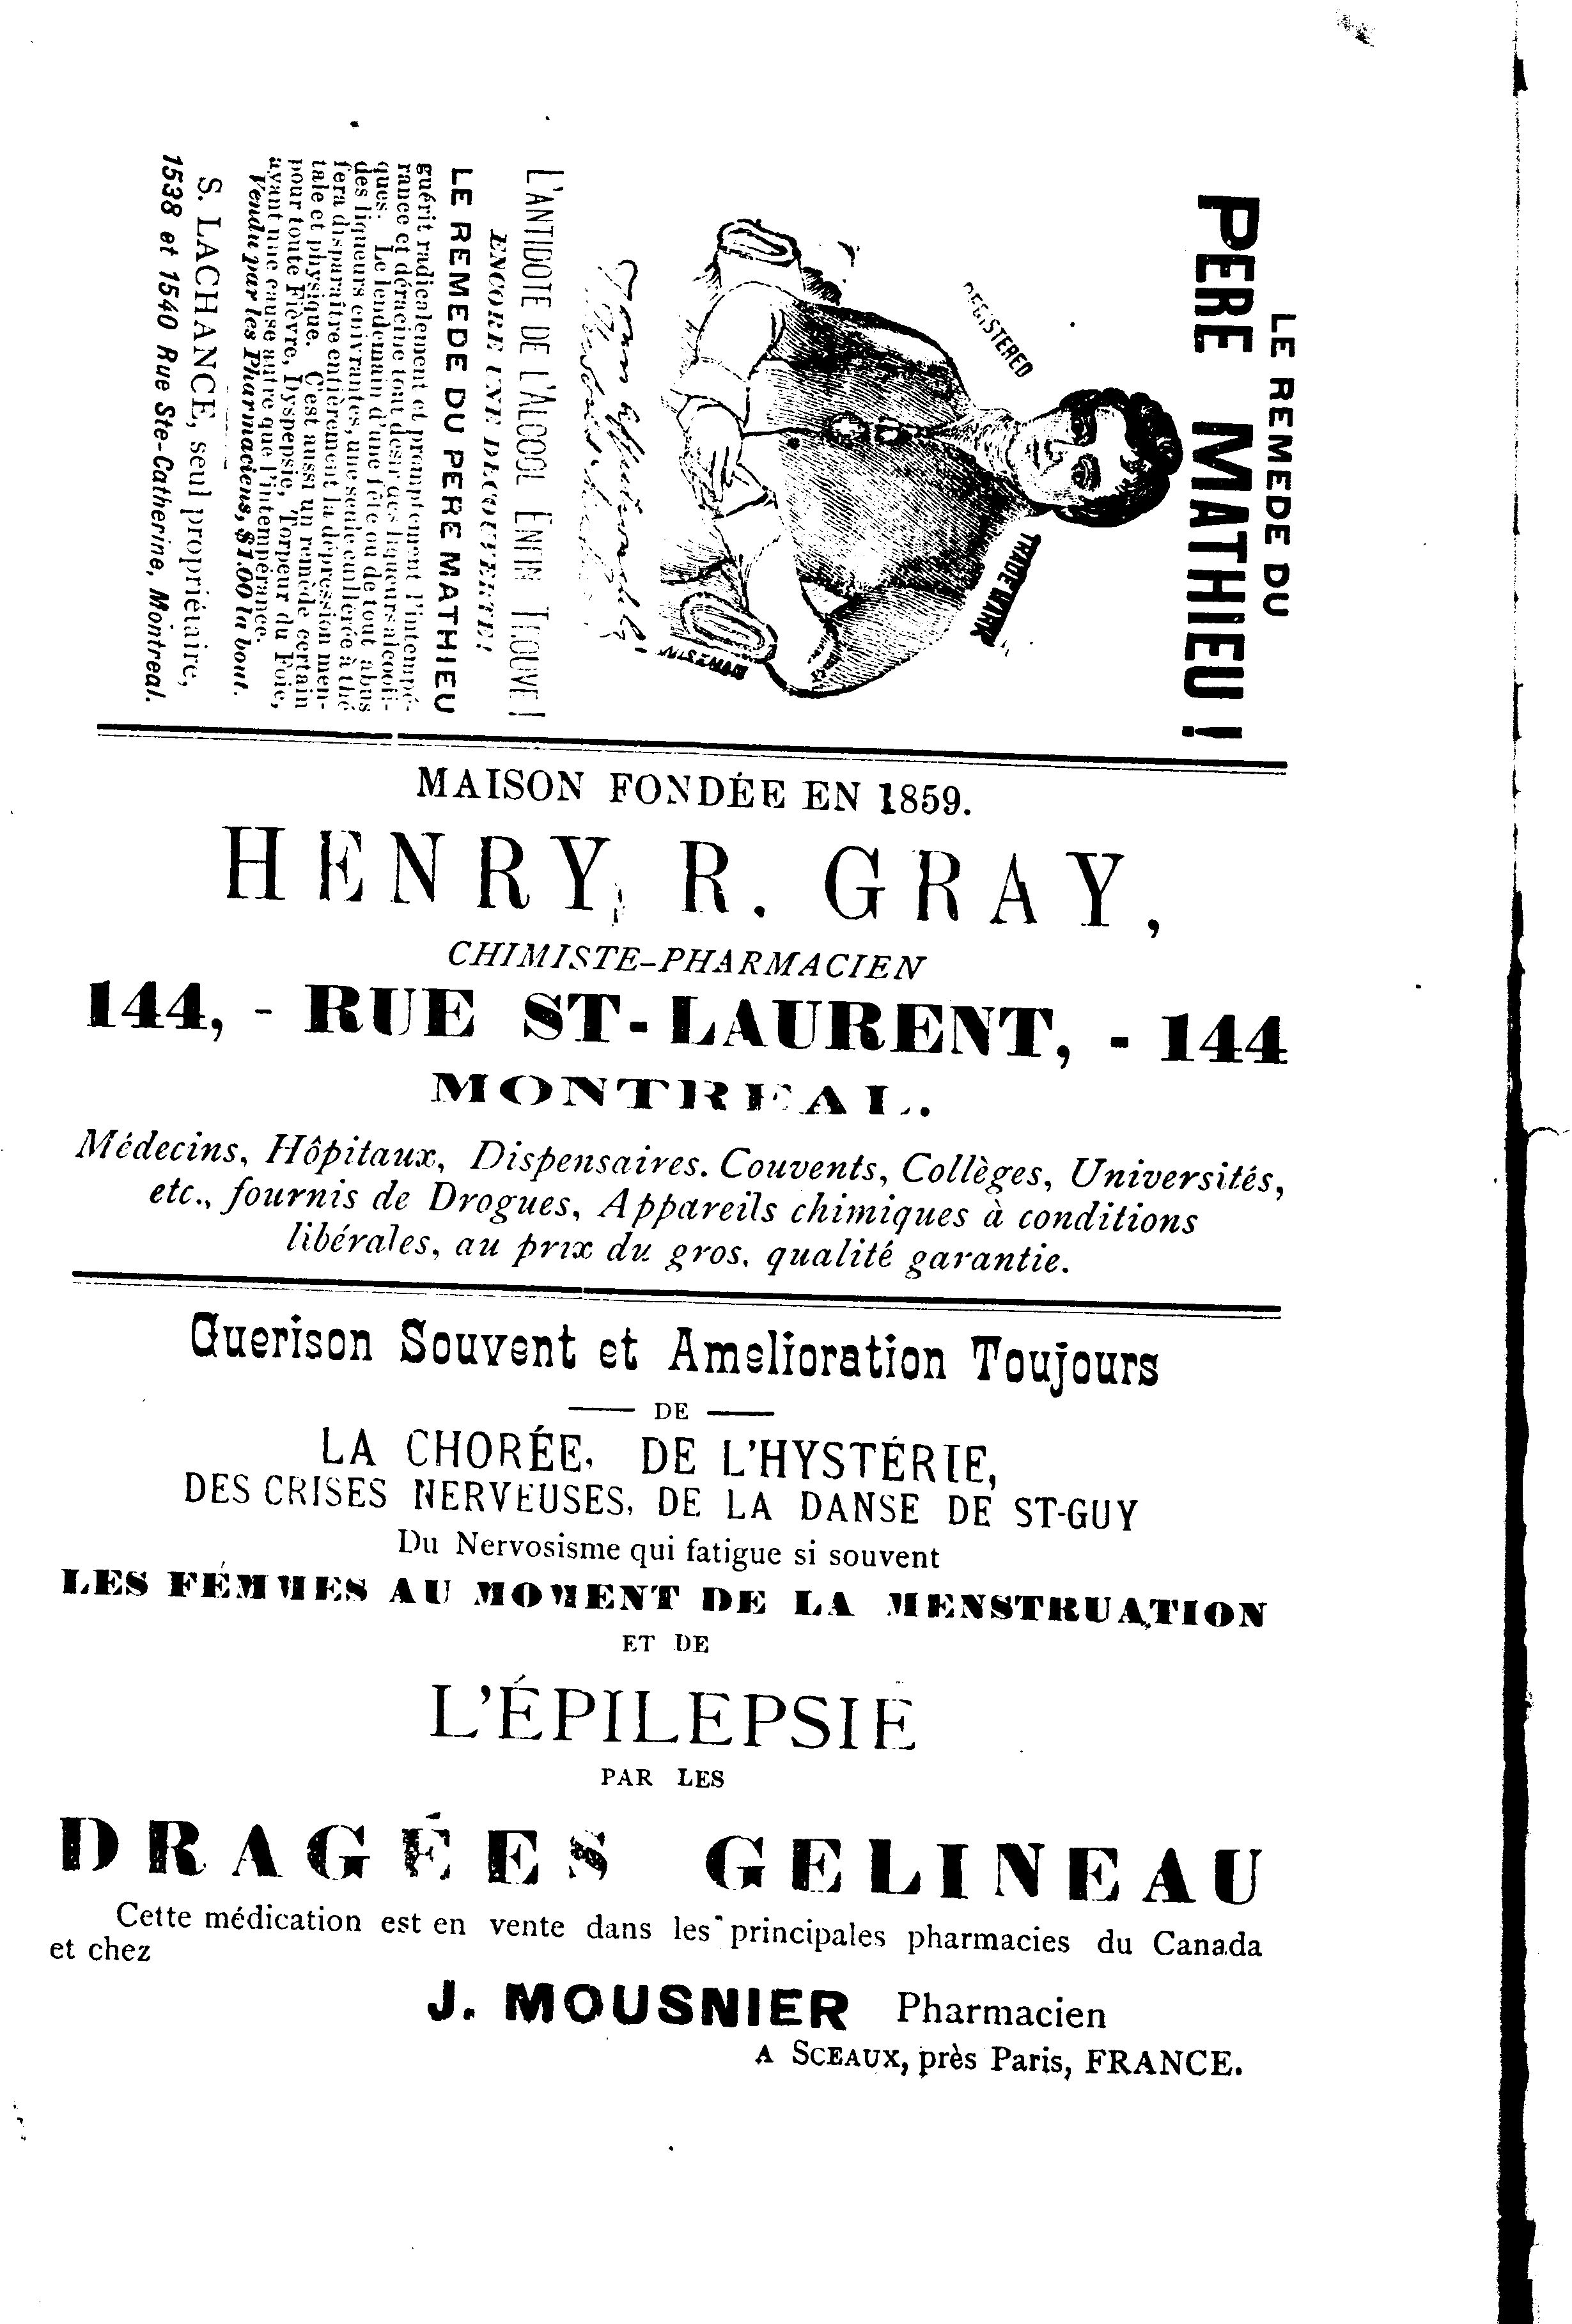 LE REMEDE DU
PERE MATHIEU !
REGISTERED
TRADE MARK
L'ANTIDOTE DE L'ALCOOL ENFIN TROUVÉ !
ENCORE UNE DECOUVERTE !
LE REMEDE DU PERE MATHIEU
guérit radicalement et promptement l'intempé-
rance et déracine tout désir des liqueurs alcooli-
ques. Le lendemain d'une fête ou de tout abus
des liqueurs enivrantes, une seule cuillérée à thé
fera disparaître entièrement la dépression men-
tale et physique. C'est aussi un remède certain
pour toute Fièvre, Dyspepsie, Torpeur du Foie,
ayant une cause autre que l'intempérance.
Vendu par les Pharmaciens, $1.00 la bout.
S. LACHANCE, seul propriétaire,
1538 et 1540 Rue Ste-Catherine, Montreal.
MAISON FONDÉE EN 1859.
HENRY R. GRAY,
CHIMISTE-PHARMACIEN
144, - RUE ST-LAURENT, - 144
MONTREAL.
Médecins, Hôpitaux, Dispensaires. Couvents, Collèges, Universités,
etc., fournis de Drogues, Appareils chimiques à conditions
libérales, au prix du gros, qualité garantie.
Guerison Souvent et Amelioration Toujours
— DE —
LA CHORÉE, DE L'HYSTÉRIE,
DES CRISES NERVEUSES, DE LA DANSE DE ST-GUY
Du Nervosisme qui fatigue si souvent
LES FEMMES AU MOMENT DE LA MENSTRUATION
ET DE
L'ÉPILEPSIE
PAR LES
DRAGÉES GELINEAU
Cette médication est en vente dans les principales pharmacies du Canada
et chez
J. MOUSNIER Pharmacien
A SCEAUX, près Paris, FRANCE.